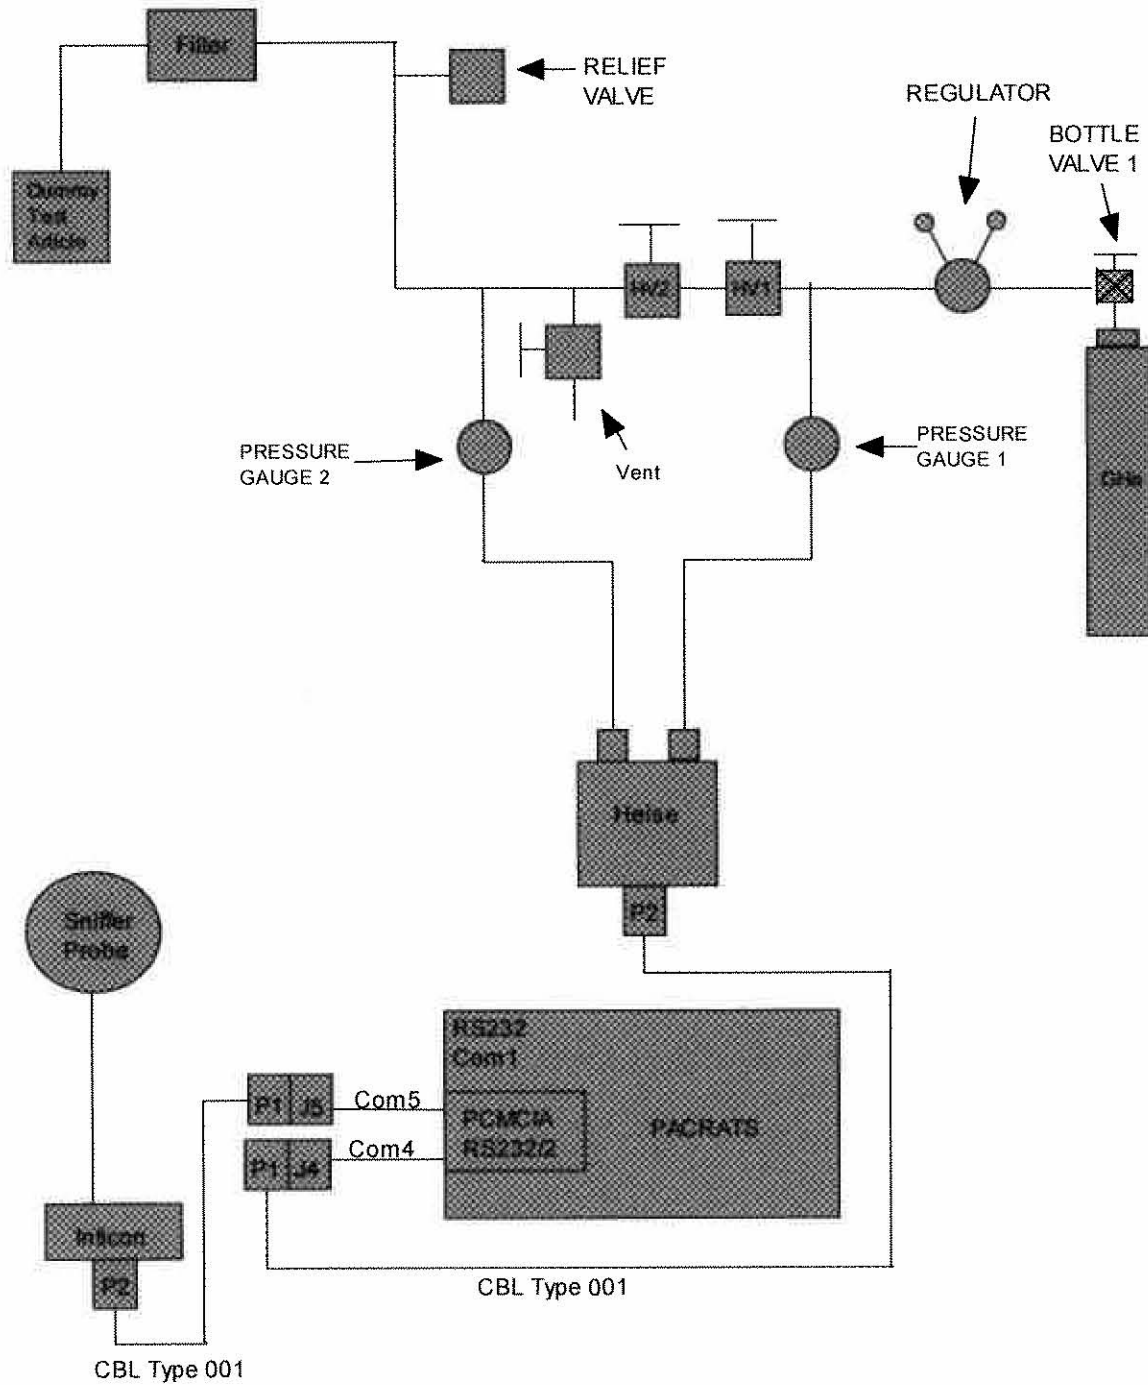 Filter
RELIEF
VALVE
REGULATOR
BOTTLE
VALVE 1
Dummy
Test
Article
HV2
HV1
PRESSURE
GAUGE 2
Vent
PRESSURE
GAUGE 1
GHe
Heise
P2
Sniffer
Probe
RS232
Com1
P1 J5
Com5
PCMCIA
RS232/2
PACRATS
P1 J4
Com4
Inficon
P2
CBL Type 001
CBL Type 001